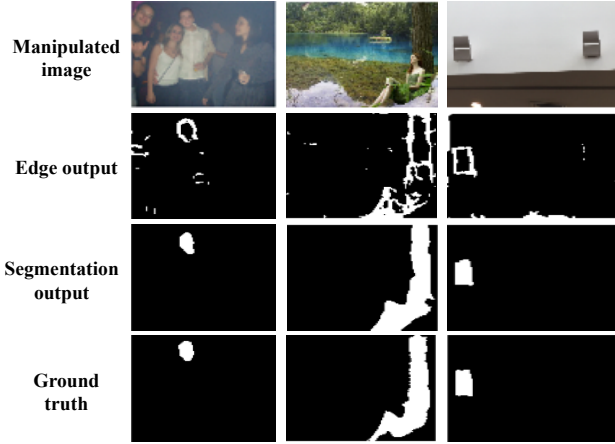 Manipulated
image
Edge output
Segmentation
output
Ground
truth